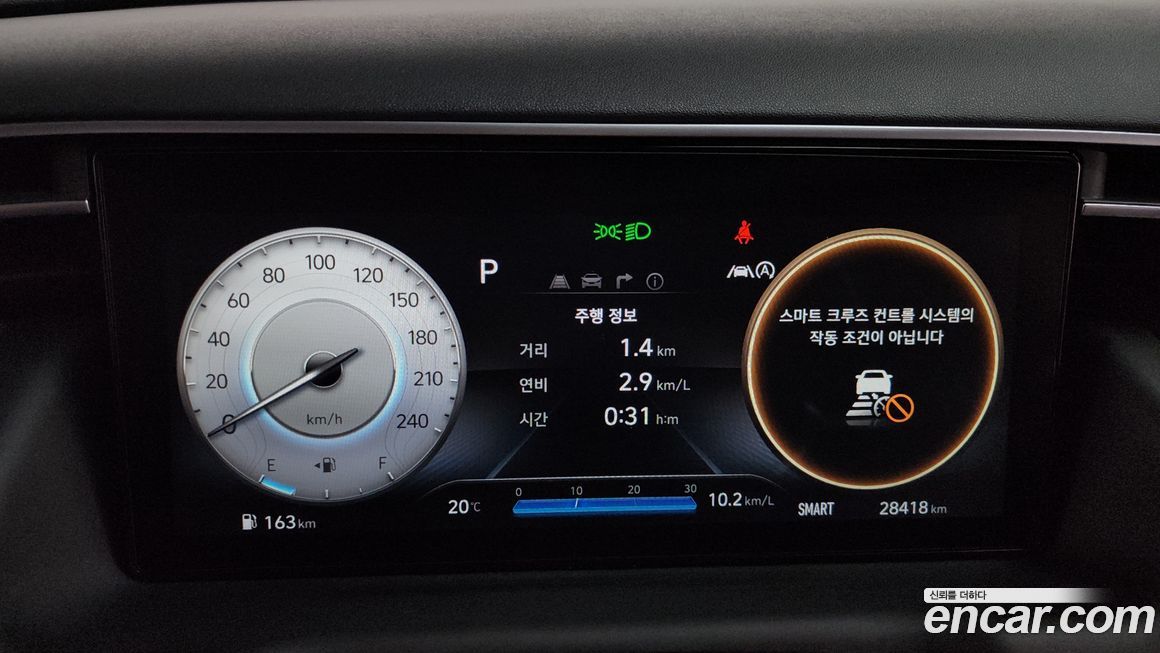 P
0 20 40 60 80 100 120 150 180 210 240
km/h
E F
163 km
주행 정보
거리 1.4 km
연비 2.9 km/L
시간 0:31 h:m
20℃
0 10 20 30
10.2 km/L
A
스마트 크루즈 컨트롤 시스템의
작동 조건이 아닙니다
SMART 28418 km
신뢰를 더하다
encar.com